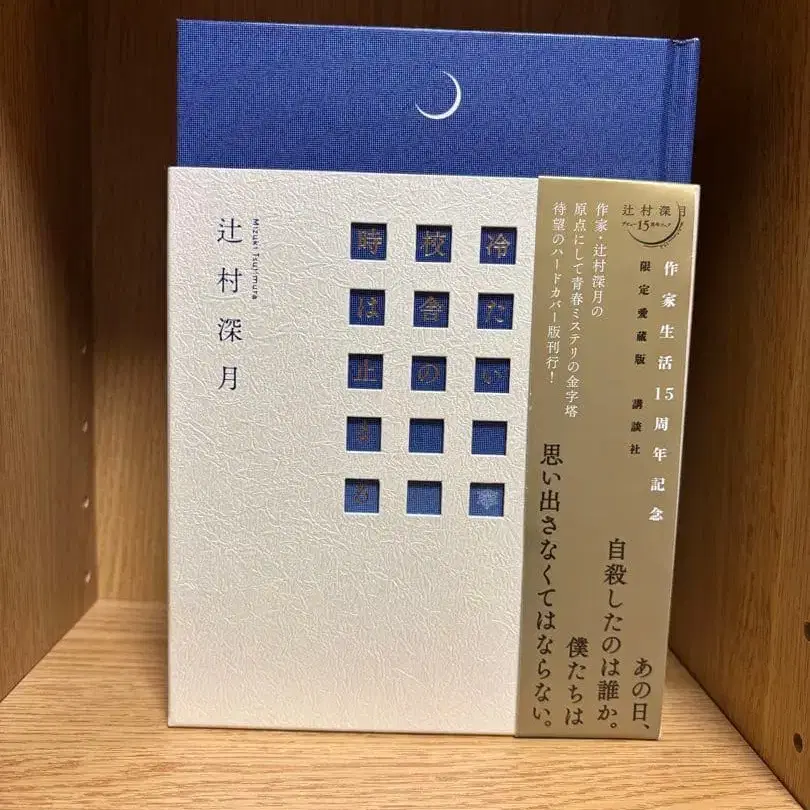 冷たい
校舎の
時は止まる
辻村深月
Mizuki Tsujimura
辻村深月
デビュー15周年
作家生活15周年記念
限定愛蔵版 講談社
作家・辻村深月の
原点にして青春ミステリの金字塔
待望のハードカバー版刊行!
あの日、
自殺したのは誰か。
僕たちは
思い出さなくてはならない。